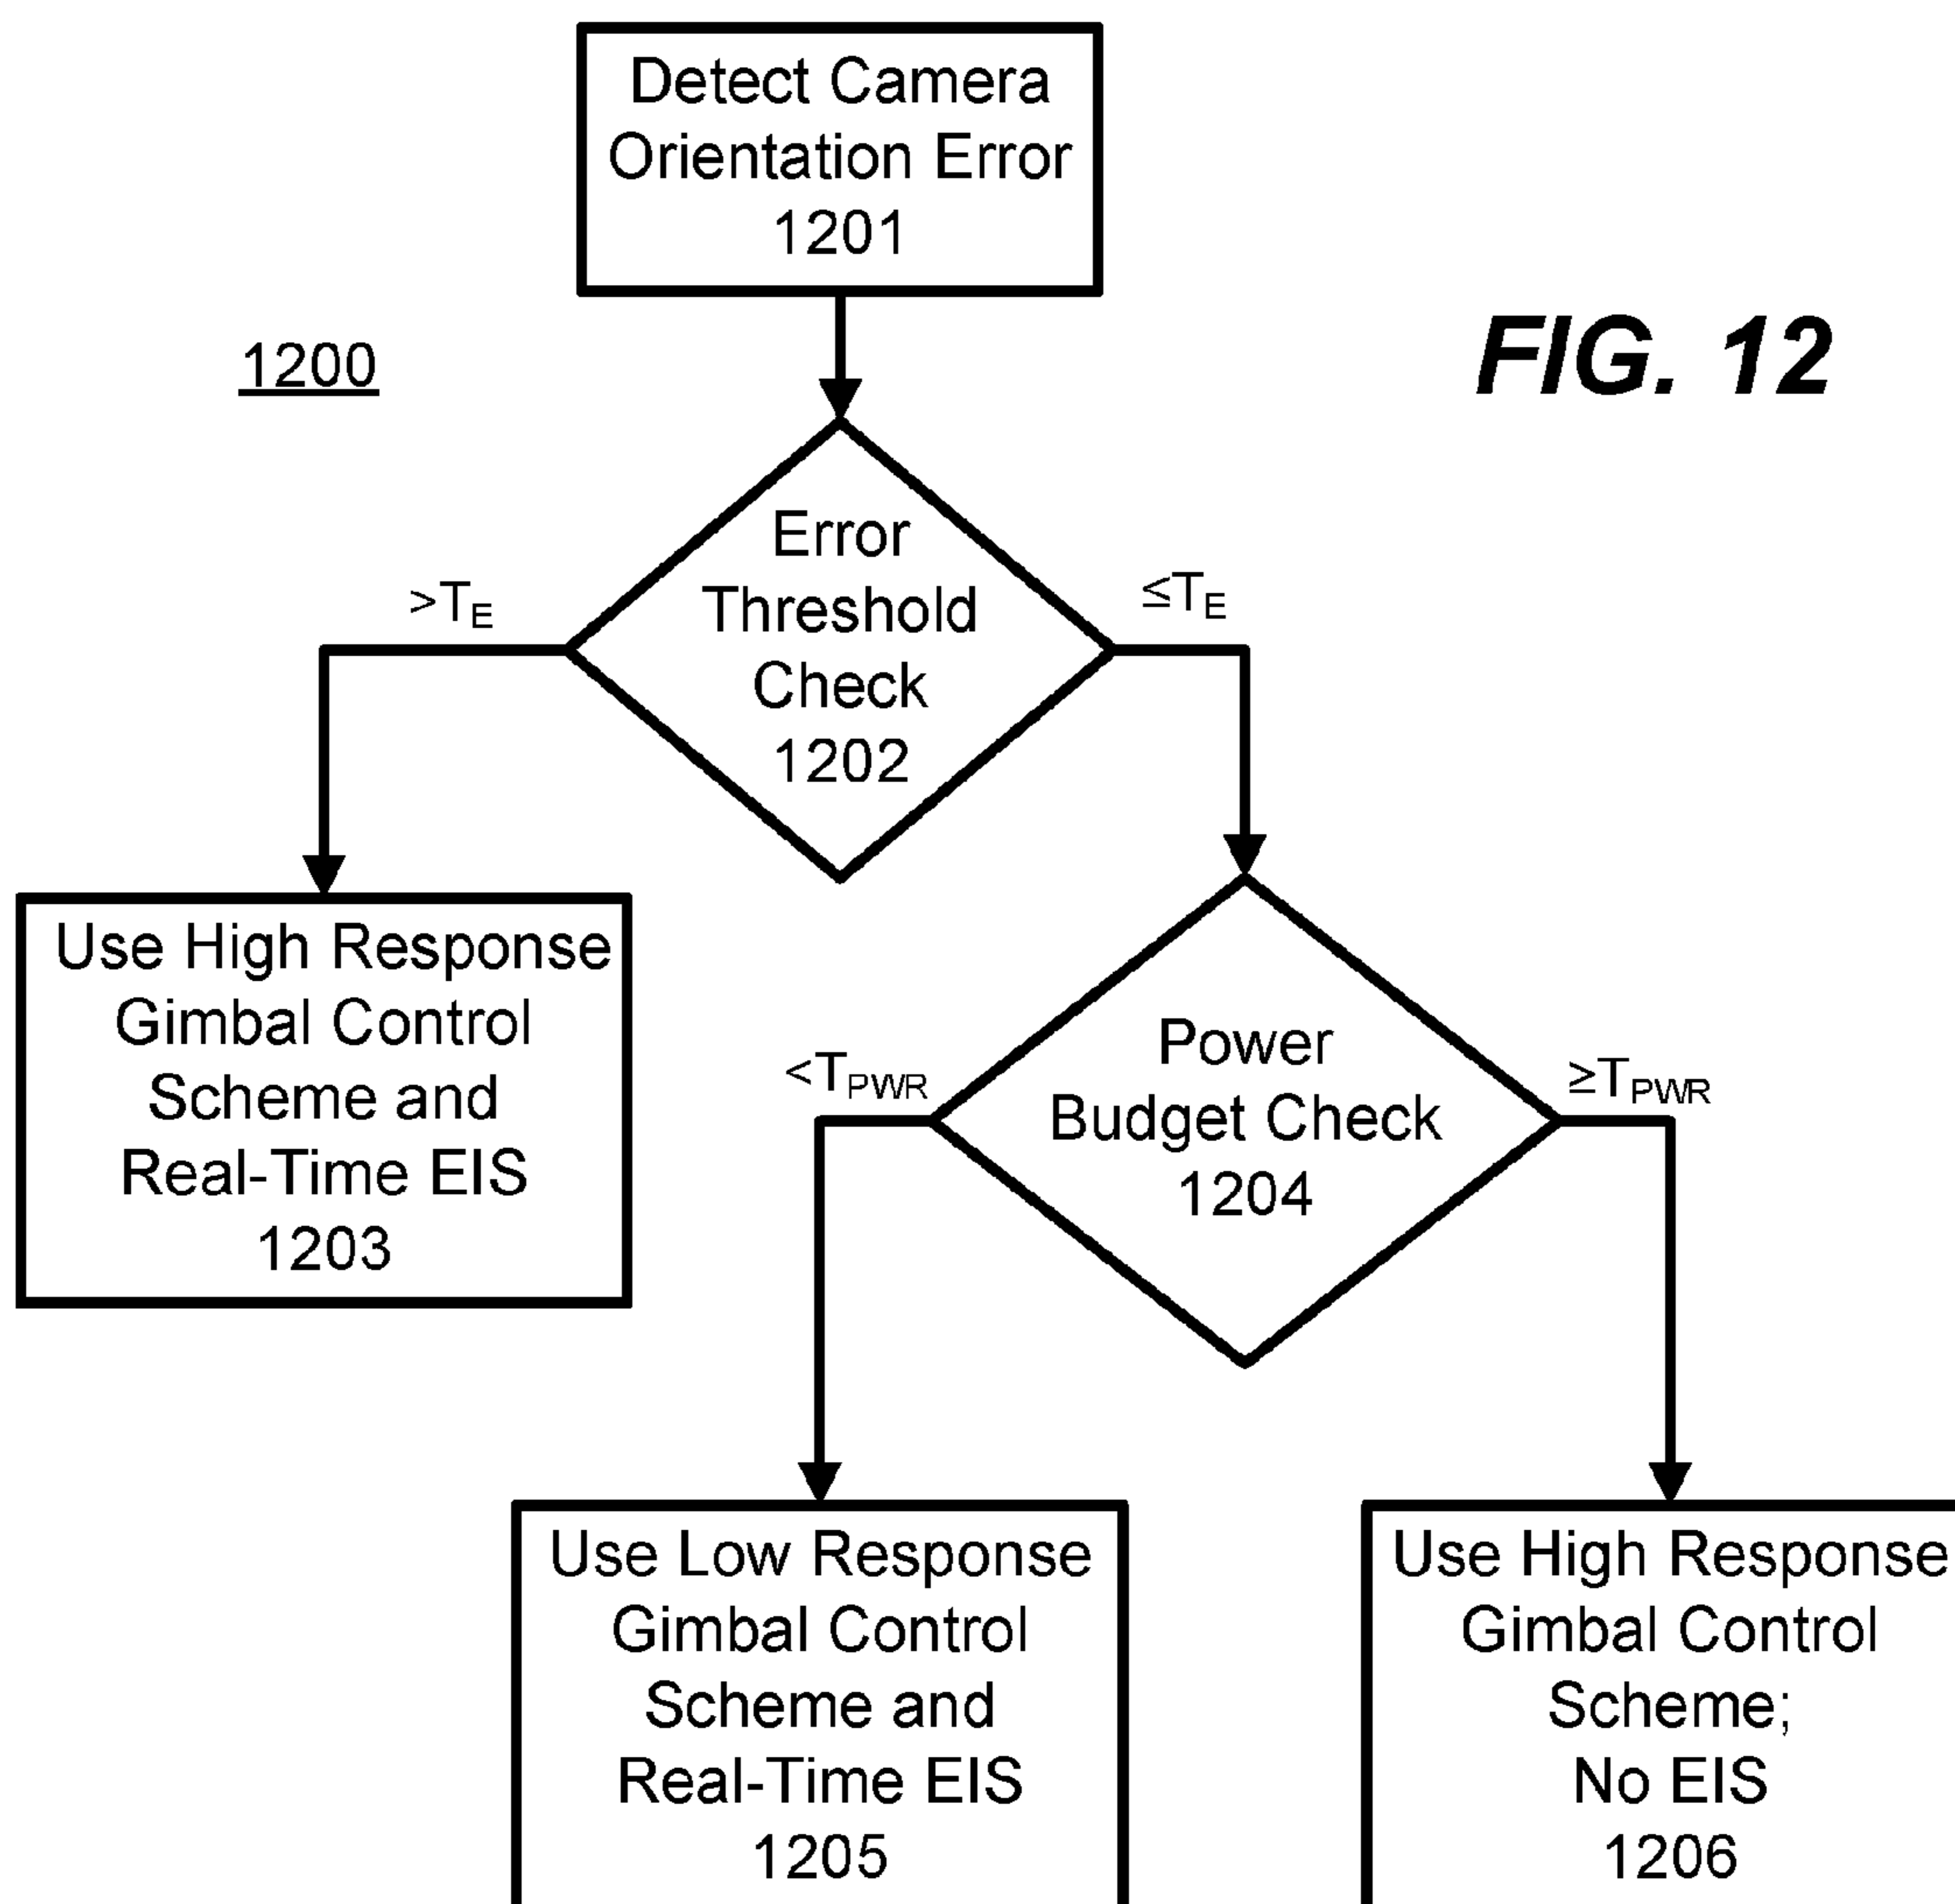 Detect Camera
Orientation Error
1201
1200
FIG. 12
Error
Threshold
Check
1202
>TE
≤TE
Use High Response
Gimbal Control
Scheme and
Real-Time EIS
1203
Power
Budget Check
1204
<TPWR
≥TPWR
Use Low Response
Gimbal Control
Scheme and
Real-Time EIS
1205
Use High Response
Gimbal Control
Scheme;
No EIS
1206